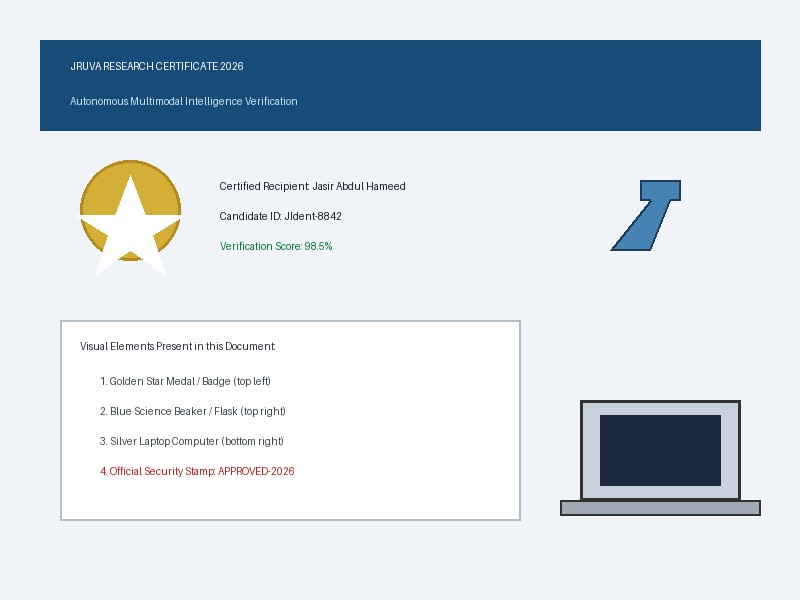 JRUVA RESEARCH CERTIFICATE 2026
Autonomous Multimodal Intelligence Verification
Certified Recipient: Jasir Abdul Hameed
Candidate ID: JIdent-8842
Verification Score: 98.5%
Visual Elements Present in this Document:
1. Golden Star Medal / Badge (top left)
2. Blue Science Beaker / Flask (top right)
3. Silver Laptop Computer (bottom right)
4. Official Security Stamp: APPROVED-2026